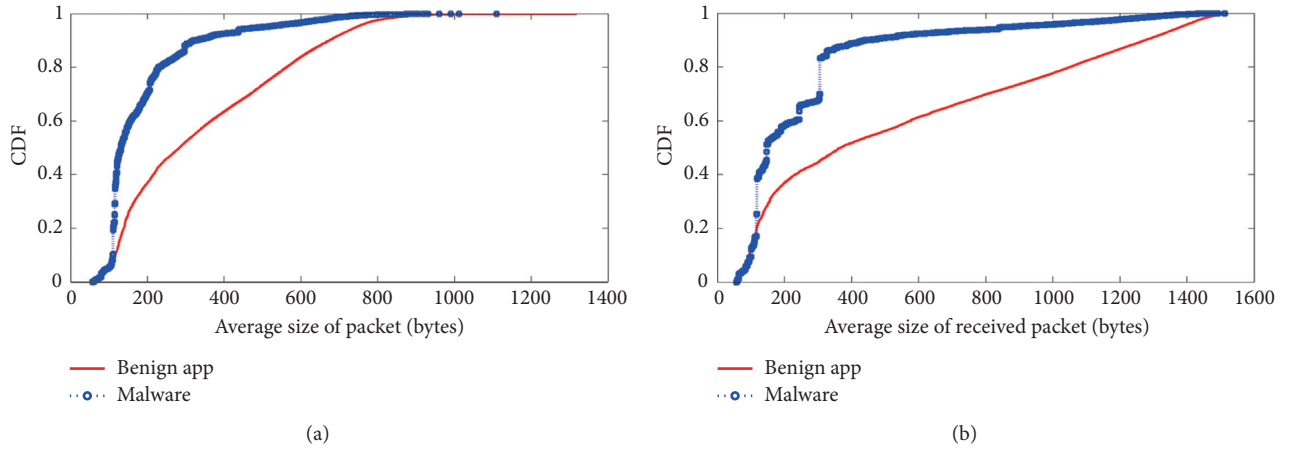 1
0.8
0.6
CDF
0.4
0.2
0
0 200 400 600 800 1000 1200 1400
Average size of packet (bytes)
Benign app
Malware
(a)
1
0.8
0.6
CDF
0.4
0.2
0
0 200 400 600 800 1000 1200 1400 1600
Average size of received packet (bytes)
Benign app
Malware
(b)